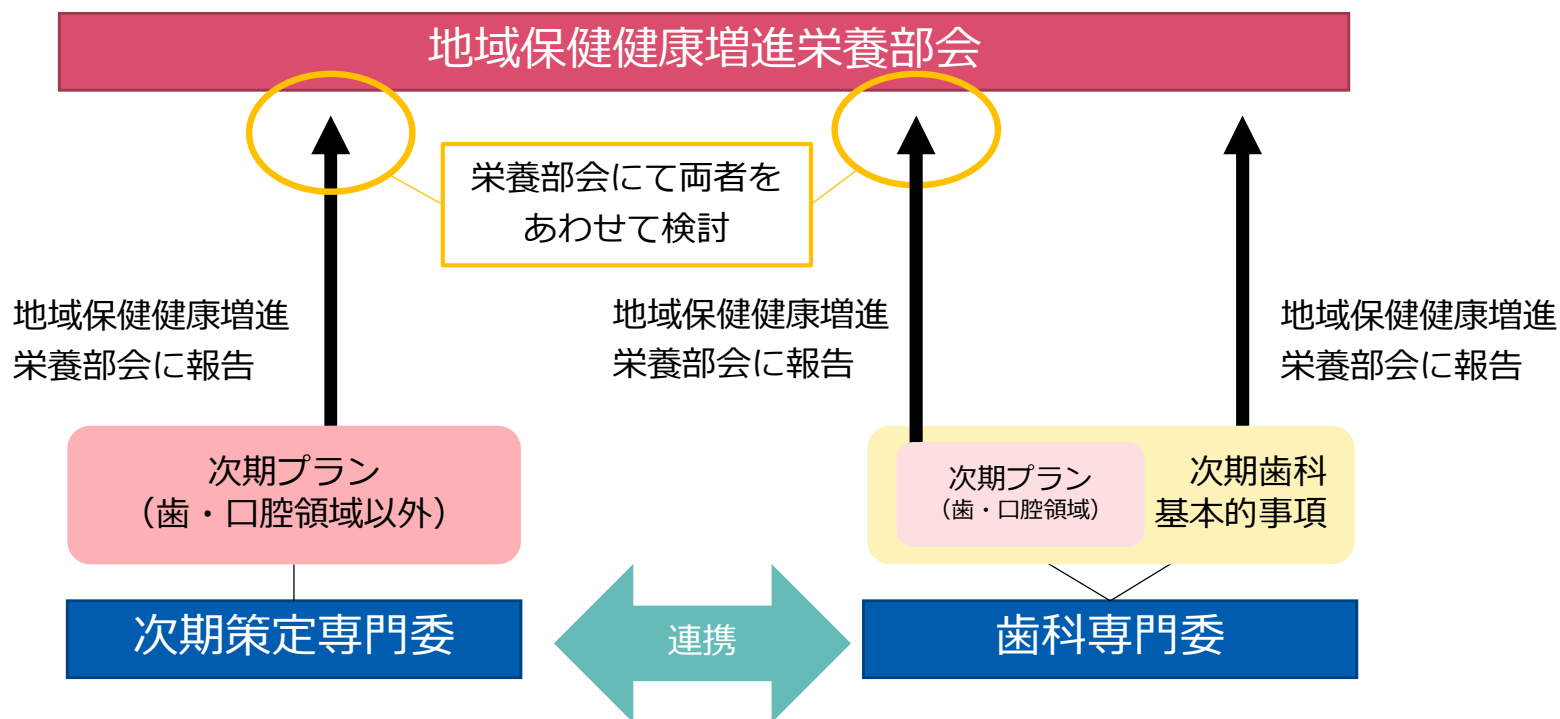 地域保健健康増進栄養部会
栄養部会にて両者を
あわせて検討
地域保健健康増進
栄養部会に報告
地域保健健康増進
栄養部会に報告
地域保健健康増進
栄養部会に報告
次期プラン
（歯・口腔領域以外）
次期プラン
（歯・口腔領域）
次期歯科
基本的事項
次期策定専門委
連携
歯科専門委